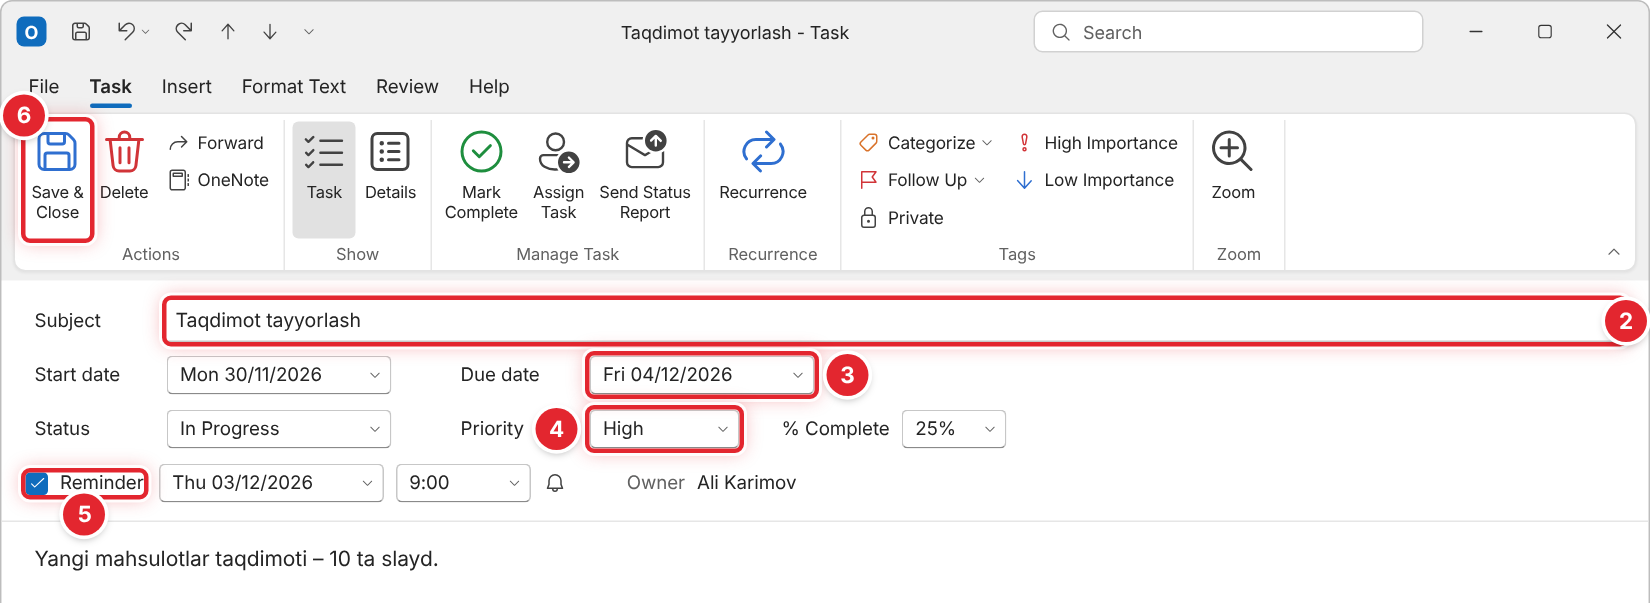 Taqdimot tayyorlash - Task
Search
File Task Insert Format Text Review Help
6
Save & Close
Delete
Forward
OneNote
Actions
Task
Details
Show
Mark Complete
Assign Task
Send Status Report
Manage Task
Recurrence
Recurrence
Categorize
Follow Up
Private
High Importance
Low Importance
Tags
Zoom
Zoom
Subject Taqdimot tayyorlash 2
Start date Mon 30/11/2026 Due date Fri 04/12/2026 3
Status In Progress Priority 4 High % Complete 25%
Reminder Thu 03/12/2026 9:00 Owner Ali Karimov
5
Yangi mahsulotlar taqdimoti – 10 ta slayd.